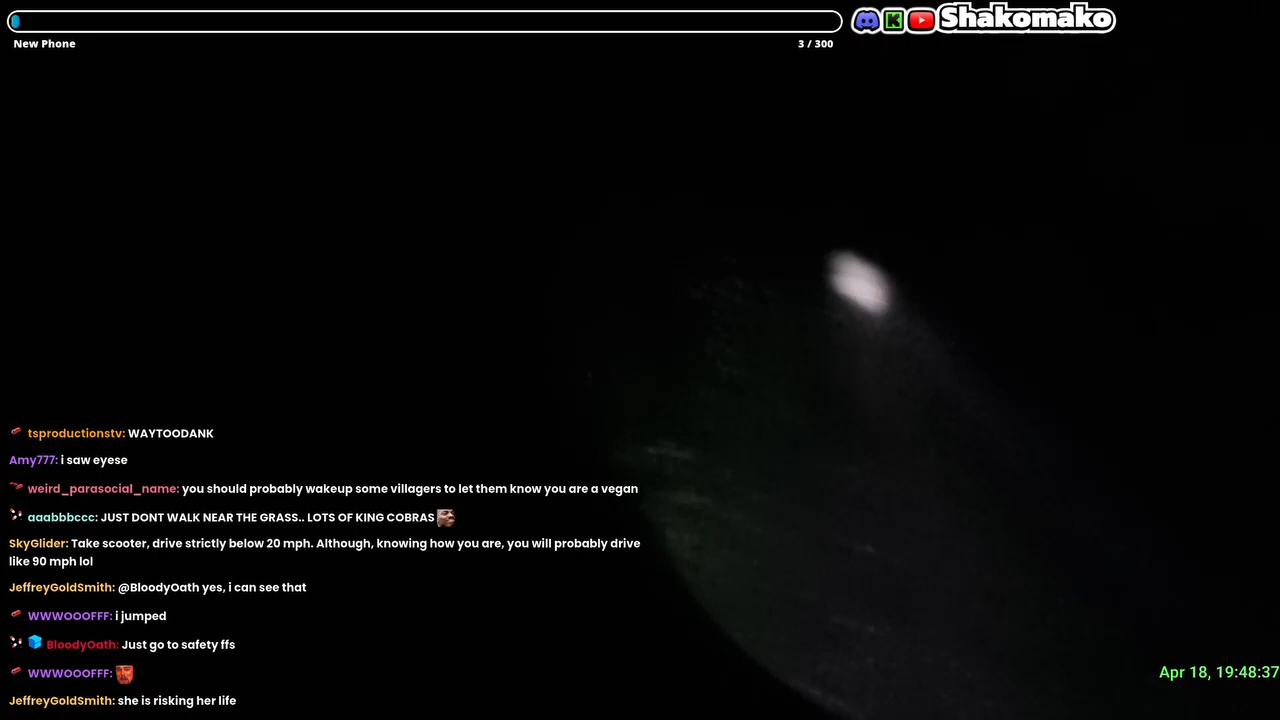 Shakomako
New Phone 3 / 300
tsproductionstv: WAYTOODANK
Amy777: i saw eyese
weird_parasocial_name: you should probably wakeup some villagers to let them know you are a vegan
aaabbbccc: JUST DONT WALK NEAR THE GRASS.. LOTS OF KING COBRAS
SkyGlider: Take scooter, drive strictly below 20 mph. Although, knowing how you are, you will probably drive
like 90 mph lol
JeffreyGoldSmith: @BloodyOath yes, i can see that
WWWOOOFFF: i jumped
BloodyOath: Just go to safety ffs
WWWOOOFFF:
Apr 18, 19:48:37
JeffreyGoldSmith: she is risking her life